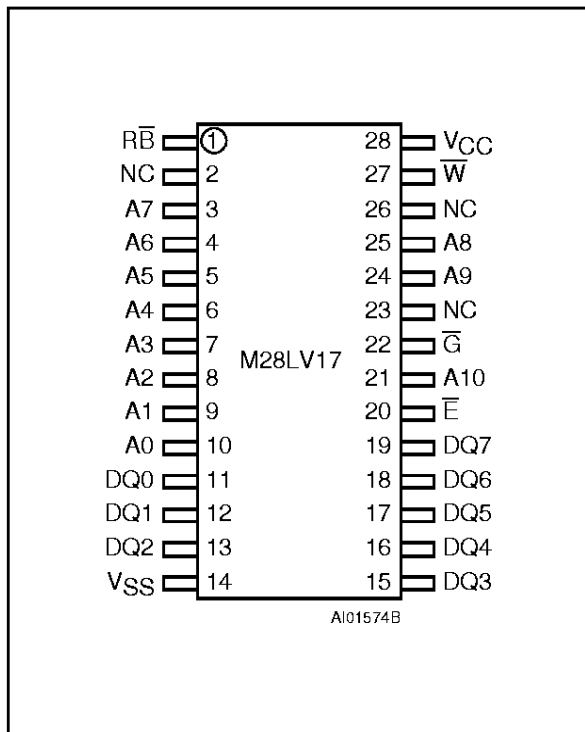 RB̅ 1 28 VCC
NC 2 27 W̅
A7 3 26 NC
A6 4 25 A8
A5 5 24 A9
A4 6 23 NC
A3 7 22 G̅
M28LV17
A2 8 21 A10
A1 9 20 E̅
A0 10 19 DQ7
DQ0 11 18 DQ6
DQ1 12 17 DQ5
DQ2 13 16 DQ4
VSS 14 15 DQ3
AI01574B